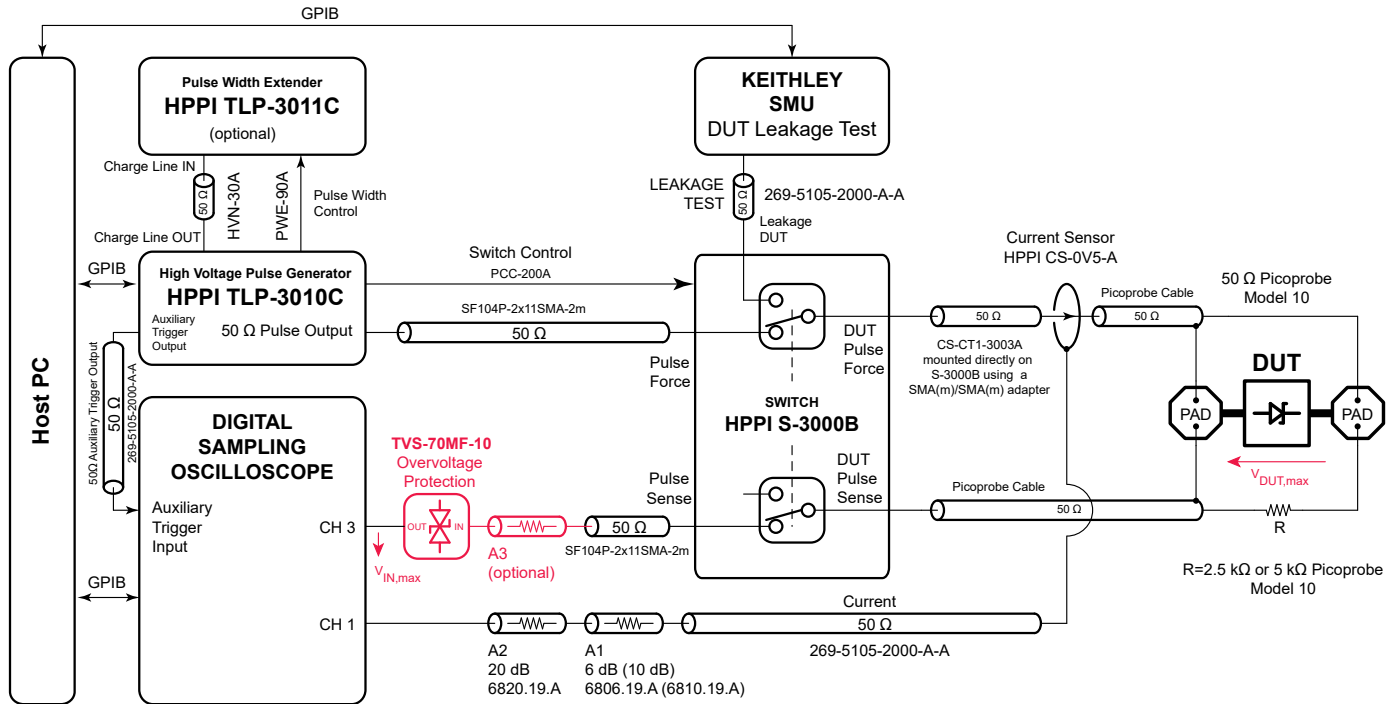 GPIB
Host PC
Pulse Width Extender
HPPI TLP-3011C
(optional)
KEITHLEY
SMU
DUT Leakage Test
Charge Line IN
50 Ω
HVN-30A
PWE-90A
Pulse Width
Control
Charge Line OUT
LEAKAGE
TEST
50 Ω
269-5105-2000-A-A
Leakage
DUT
GPIB
High Voltage Pulse Generator
HPPI TLP-3010C
Auxiliary
Trigger
Output
50 Ω Pulse Output
Switch Control
PCC-200A
SF104P-2x11SMA-2m
50 Ω
Pulse
Force
DUT
Pulse
Force
SWITCH
HPPI S-3000B
Current Sensor
HPPI CS-0V5-A
50 Ω
CS-CT1-3003A
mounted directly on
S-3000B using a
SMA(m)/SMA(m) adapter
Picoprobe Cable
50 Ω
50 Ω Picoprobe
Model 10
DUT
PAD
PAD
VDUT,max
50Ω Auxiliary Trigger Output
50 Ω
269-5105-2000-A-A
DIGITAL
SAMPLING
OSCILLOSCOPE
Auxiliary
Trigger
Input
CH 3
VIN,max
TVS-70MF-10
Overvoltage
Protection
OUT
IN
A3
(optional)
50 Ω
SF104P-2x11SMA-2m
Pulse
Sense
DUT
Pulse
Sense
Picoprobe Cable
50 Ω
R
R=2.5 kΩ or 5 kΩ Picoprobe
Model 10
GPIB
CH 1
A2
20 dB
6820.19.A
A1
6 dB (10 dB)
6806.19.A (6810.19.A)
Current
50 Ω
269-5105-2000-A-A